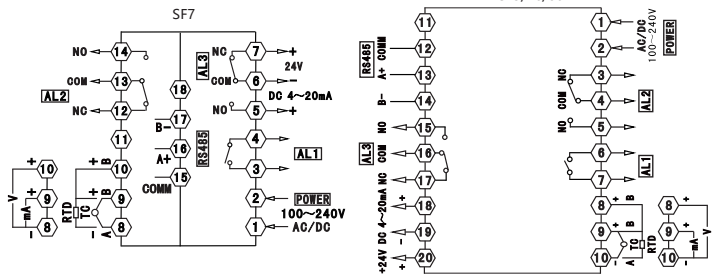 SF7
NO
14
COM
13
AL2
NC
12
11
10
9
8
+
B
+
B
-
A
V
mA
RTD
TC
+
10
+
9
-
8
18
B-
17
A+
16
COMM
15
RS485
NC
7
+
AL3
24V
COM
6
-
DC 4~20mA
NO
5
+
4
AL1
3
2
POWER
100~240V
1
AC/DC
11
RS485
COMM
12
A+
13
B-
14
NO
15
AL3
COM
16
NC
17
+
18
DC 4~20mA
-
19
+24V
+
20
1
AC/DC
100~240V
POWER
2
NC
3
COM
4
AL2
NO
5
6
AL1
7
8
+
B
9
+
B
10
-
A
TC
RTD
8
+
9
+
10
-
mA
V